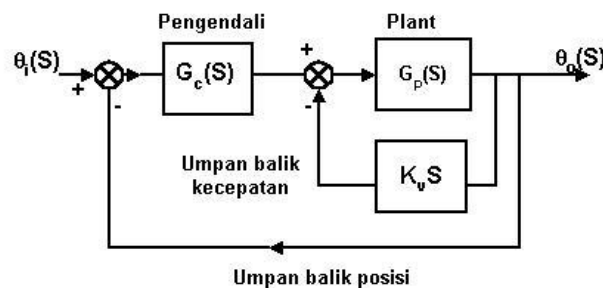 Pengendali
Plant
θi(S)
+
-
Gc(S)
+
-
Gp(S)
θo(S)
Umpan balik
kecepatan
KvS
Umpan balik posisi